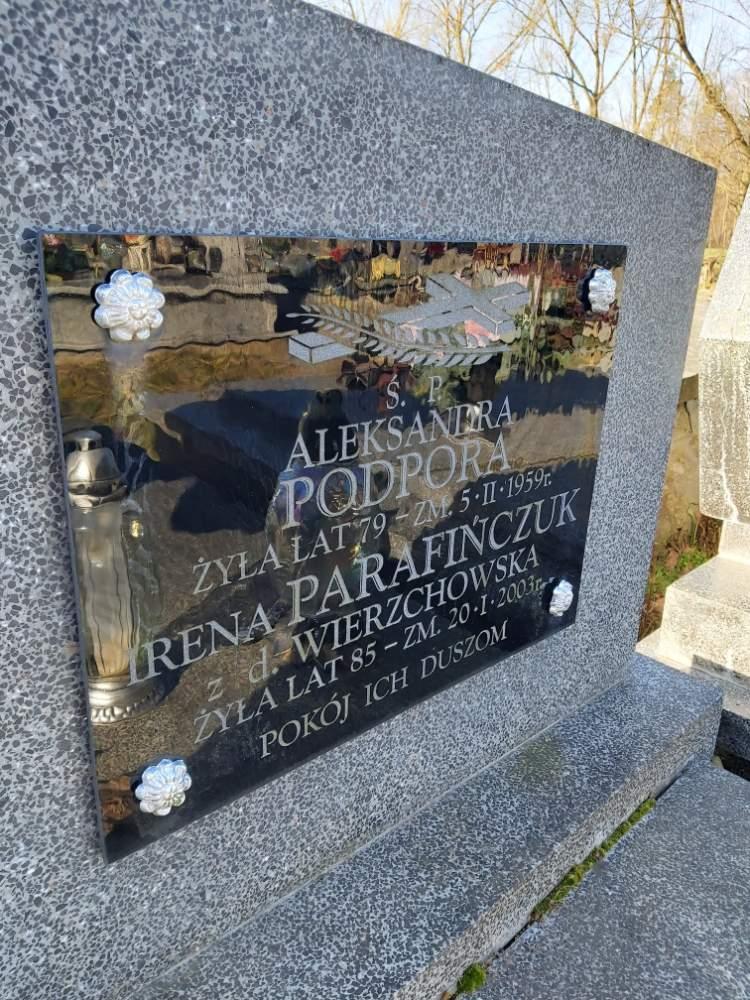 Ś. P
ALEKSANDRA
PODPORA
ŻYŁA LAT 79 – ZM. 5·II·1959r.
IRENA PARAFIŃCZUK
z d. WIERZCHOWSKA
ŻYŁA LAT 85 – ZM. 20·I·2003r.
POKÓJ ICH DUSZOM